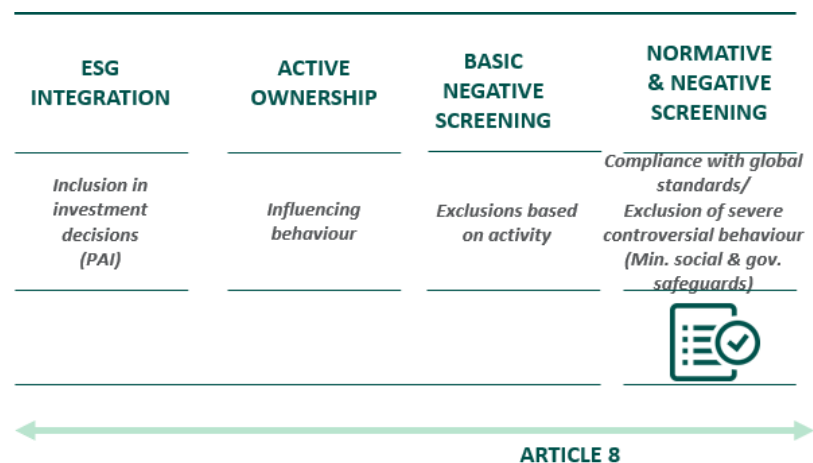 ESG
INTEGRATION
Inclusion in
investment
decisions
(PAI)
ACTIVE
OWNERSHIP
Influencing
behaviour
BASIC
NEGATIVE
SCREENING
Exclusions based
on activity
NORMATIVE
& NEGATIVE
SCREENING
Compliance with global
standards/
Exclusion of severe
controversial behaviour
(Min. social & gov.
safeguards)
ARTICLE 8